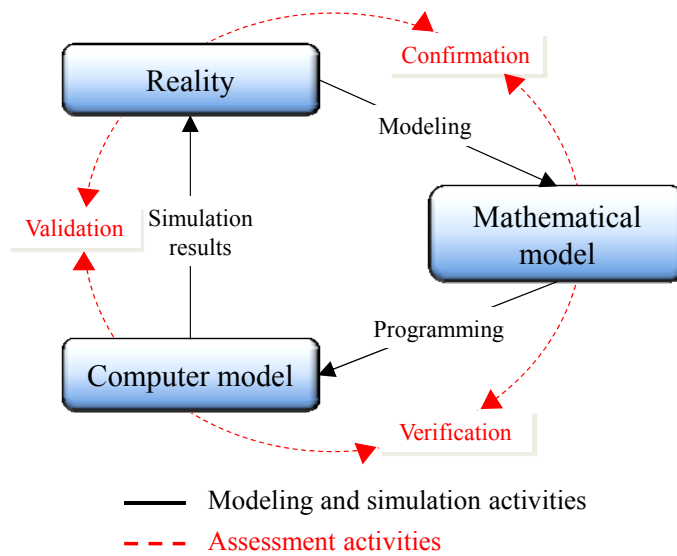 Reality
Confirmation
Modeling
Validation
Simulation
results
Mathematical
model
Programming
Computer model
Verification
Modeling and simulation activities
Assessment activities